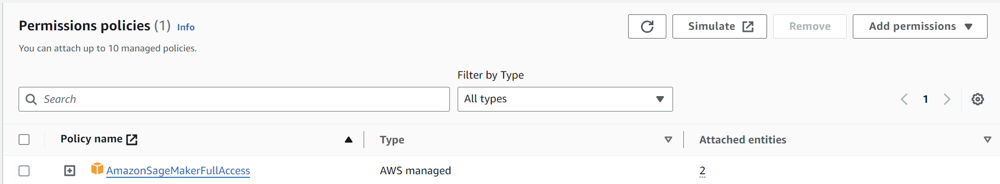 Permissions policies (1) Info
Simulate Remove Add permissions
You can attach up to 10 managed policies.
Filter by Type
Search All types 1
Policy name Type Attached entities
AmazonSageMakerFullAccess AWS managed 2